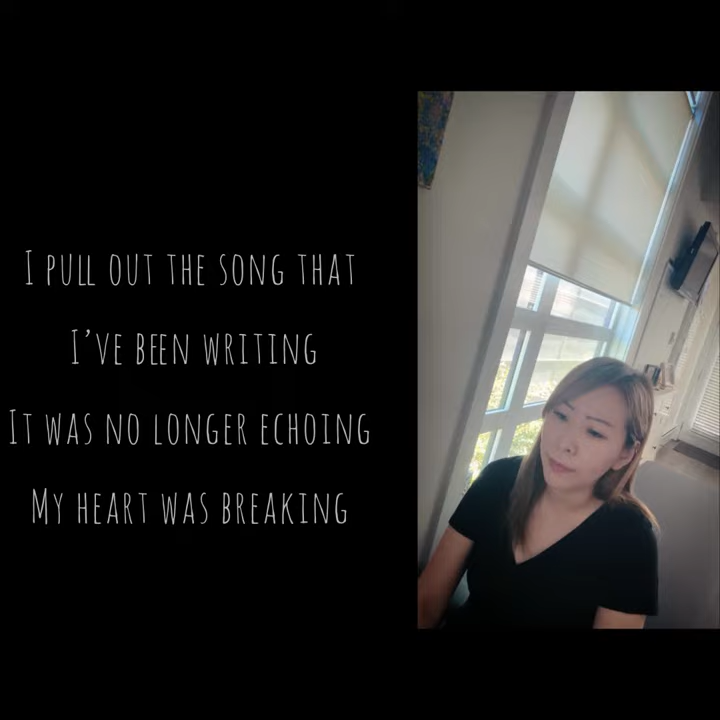 I pull out the song that
I've been writing
It was no longer echoing
My heart was breaking